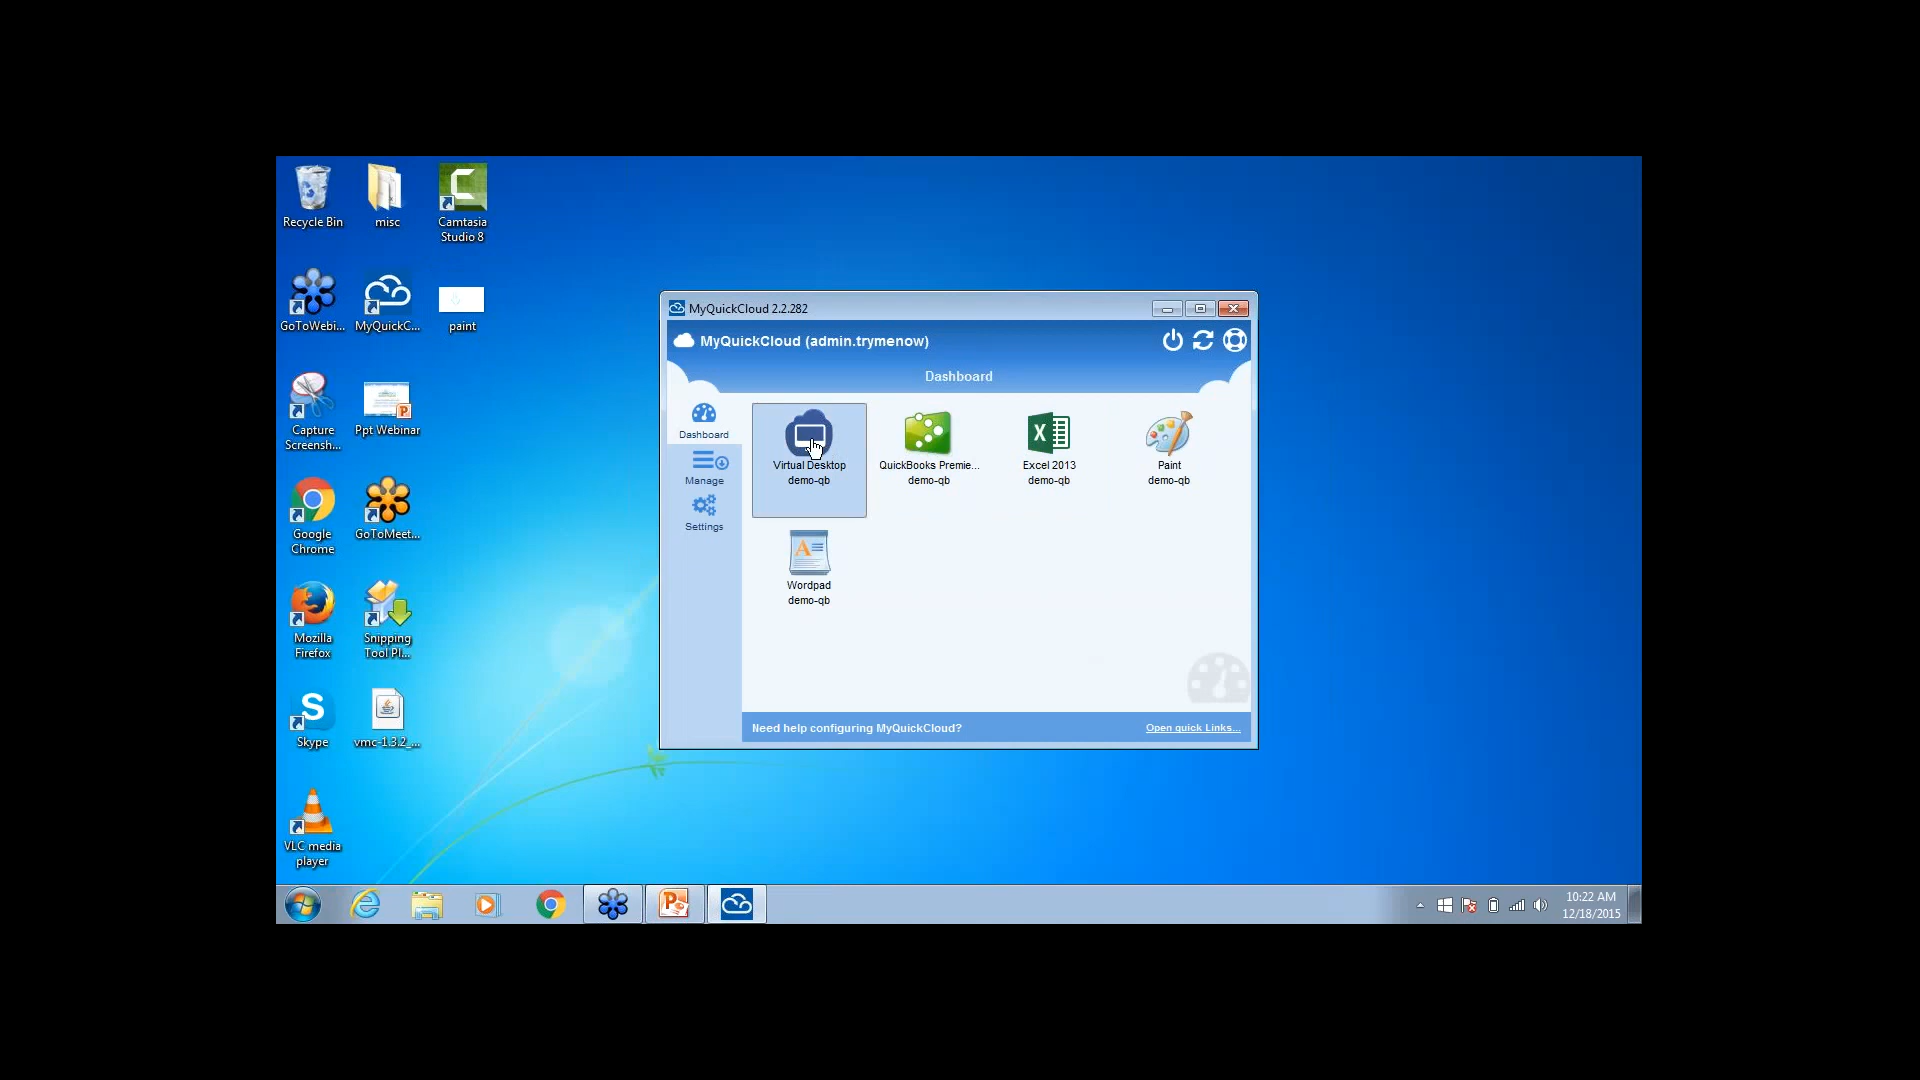 Recycle Bin
misc
Camtasia
Studio 8
GoToWebi...
MyQuickC...
paint
Capture
Screensh...
Ppt Webinar
Google
Chrome
GoToMeet...
Mozilla
Firefox
Snipping
Tool Pl...
Skype
vmc-1.3.2_...
VLC media
player
MyQuickCloud 2.2.282
MyQuickCloud (admin.trymenow)
Dashboard
Dashboard
Manage
Settings
Virtual Desktop
demo-qb
QuickBooks Premie...
demo-qb
Excel 2013
demo-qb
Paint
demo-qb
Wordpad
demo-qb
Need help configuring MyQuickCloud?
Open quick Links...
10:22 AM
12/18/2015